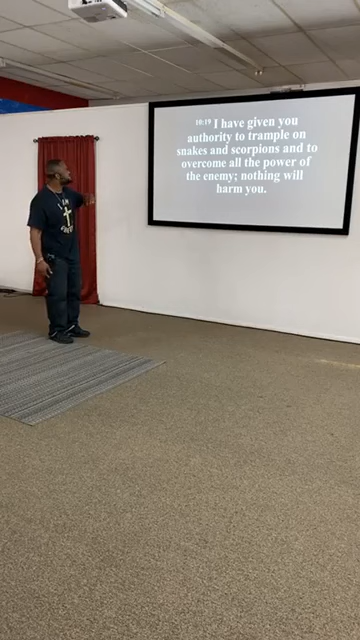 10:19 I have given you
authority to trample on
snakes and scorpions and to
overcome all the power of
the enemy; nothing will
harm you.